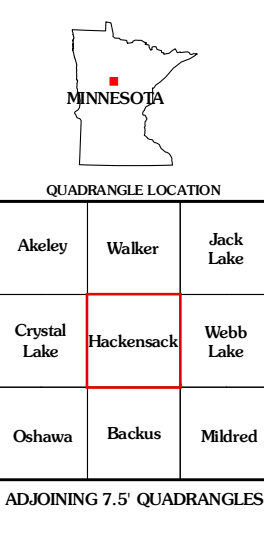 MINNESOTA
QUADRANGLE LOCATION
Akeley
Walker
Jack
Lake
Crystal
Lake
Hackensack
Webb
Lake
Oshawa
Backus
Mildred
ADJOINING 7.5' QUADRANGLES